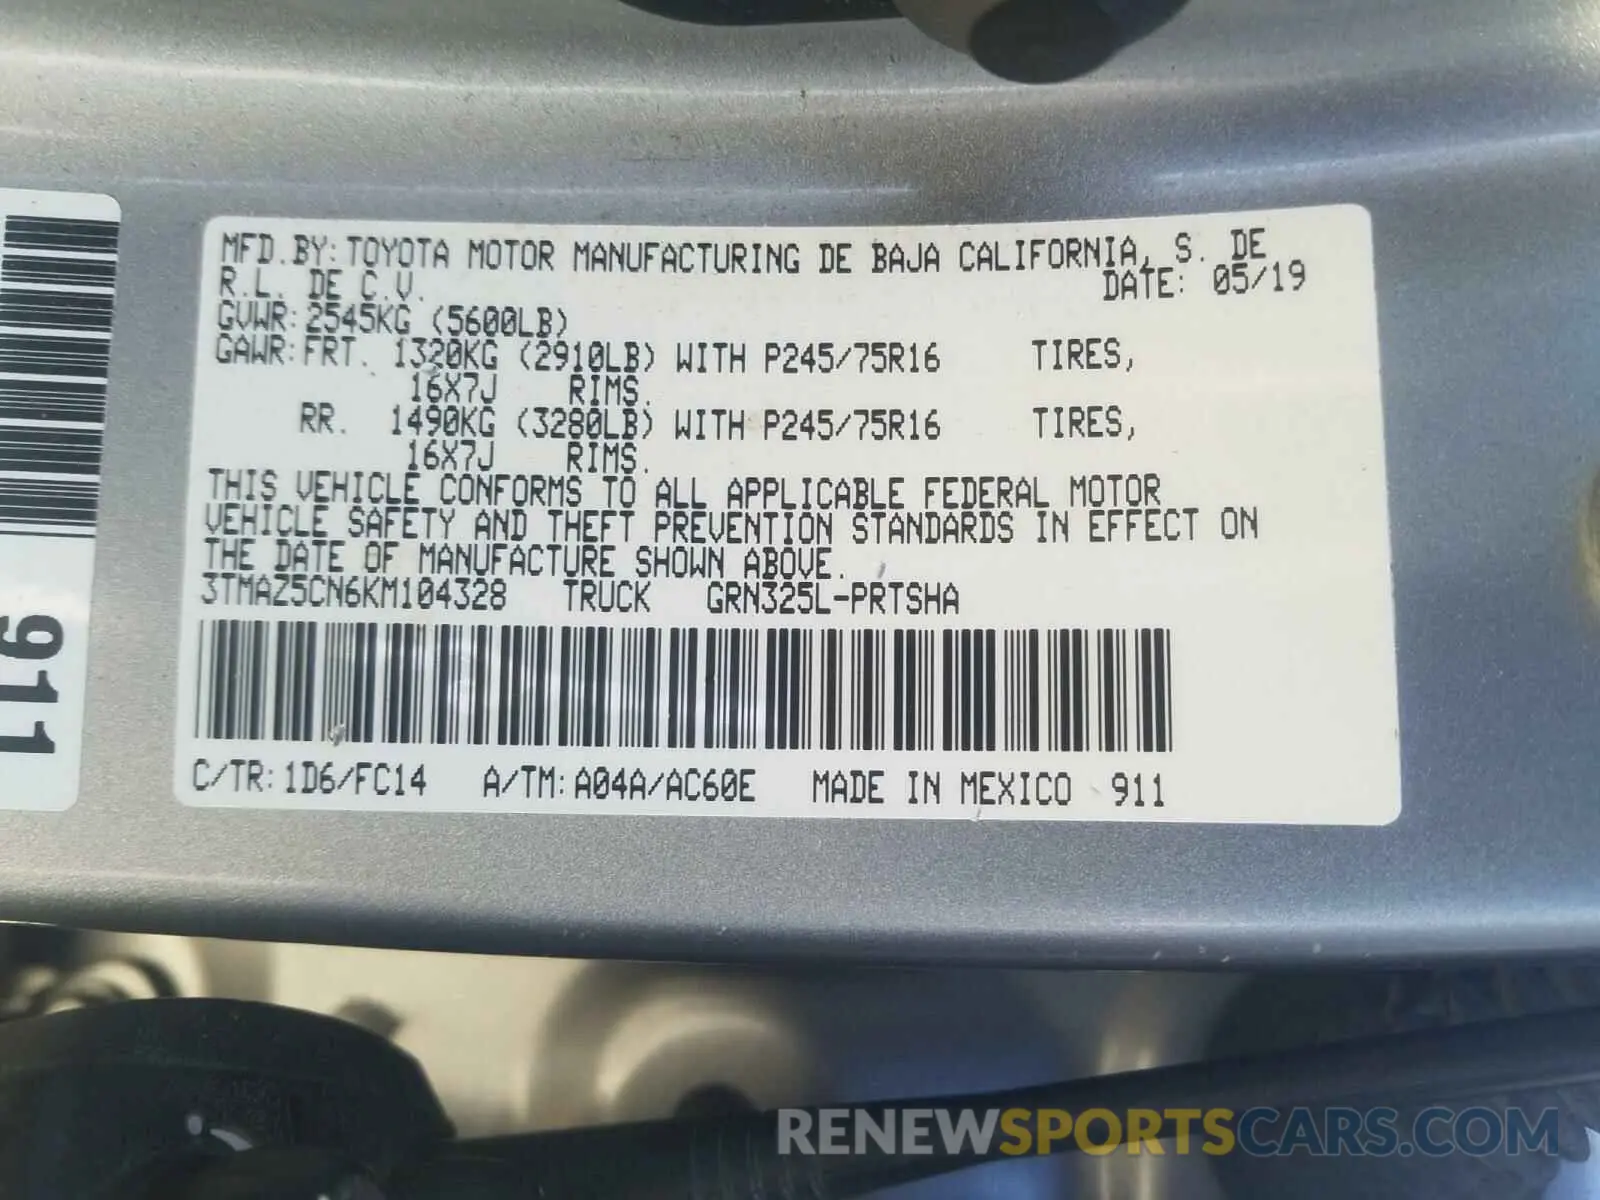 MFD.BY: TOYOTA MOTOR MANUFACTURING DE BAJA CALIFORNIA, S. DE
R.L. DE C.V. DATE: 05/19
GVWR: 2545KG (5600LB)
GAWR: FRT. 1320KG (2910LB) WITH P245/75R16 TIRES,
16X7J RIMS.
RR. 1490KG (3280LB) WITH P245/75R16 TIRES,
16X7J RIMS.
THIS VEHICLE CONFORMS TO ALL APPLICABLE FEDERAL MOTOR
VEHICLE SAFETY AND THEFT PREVENTION STANDARDS IN EFFECT ON
THE DATE OF MANUFACTURE SHOWN ABOVE.
3TMAZ5CN6KM104328 TRUCK GRN325L-PRTSHA
C/TR: 1D6/FC14 A/TM: A04A/AC60E MADE IN MEXICO 911
911
RENEWSPORTSCARS.COM